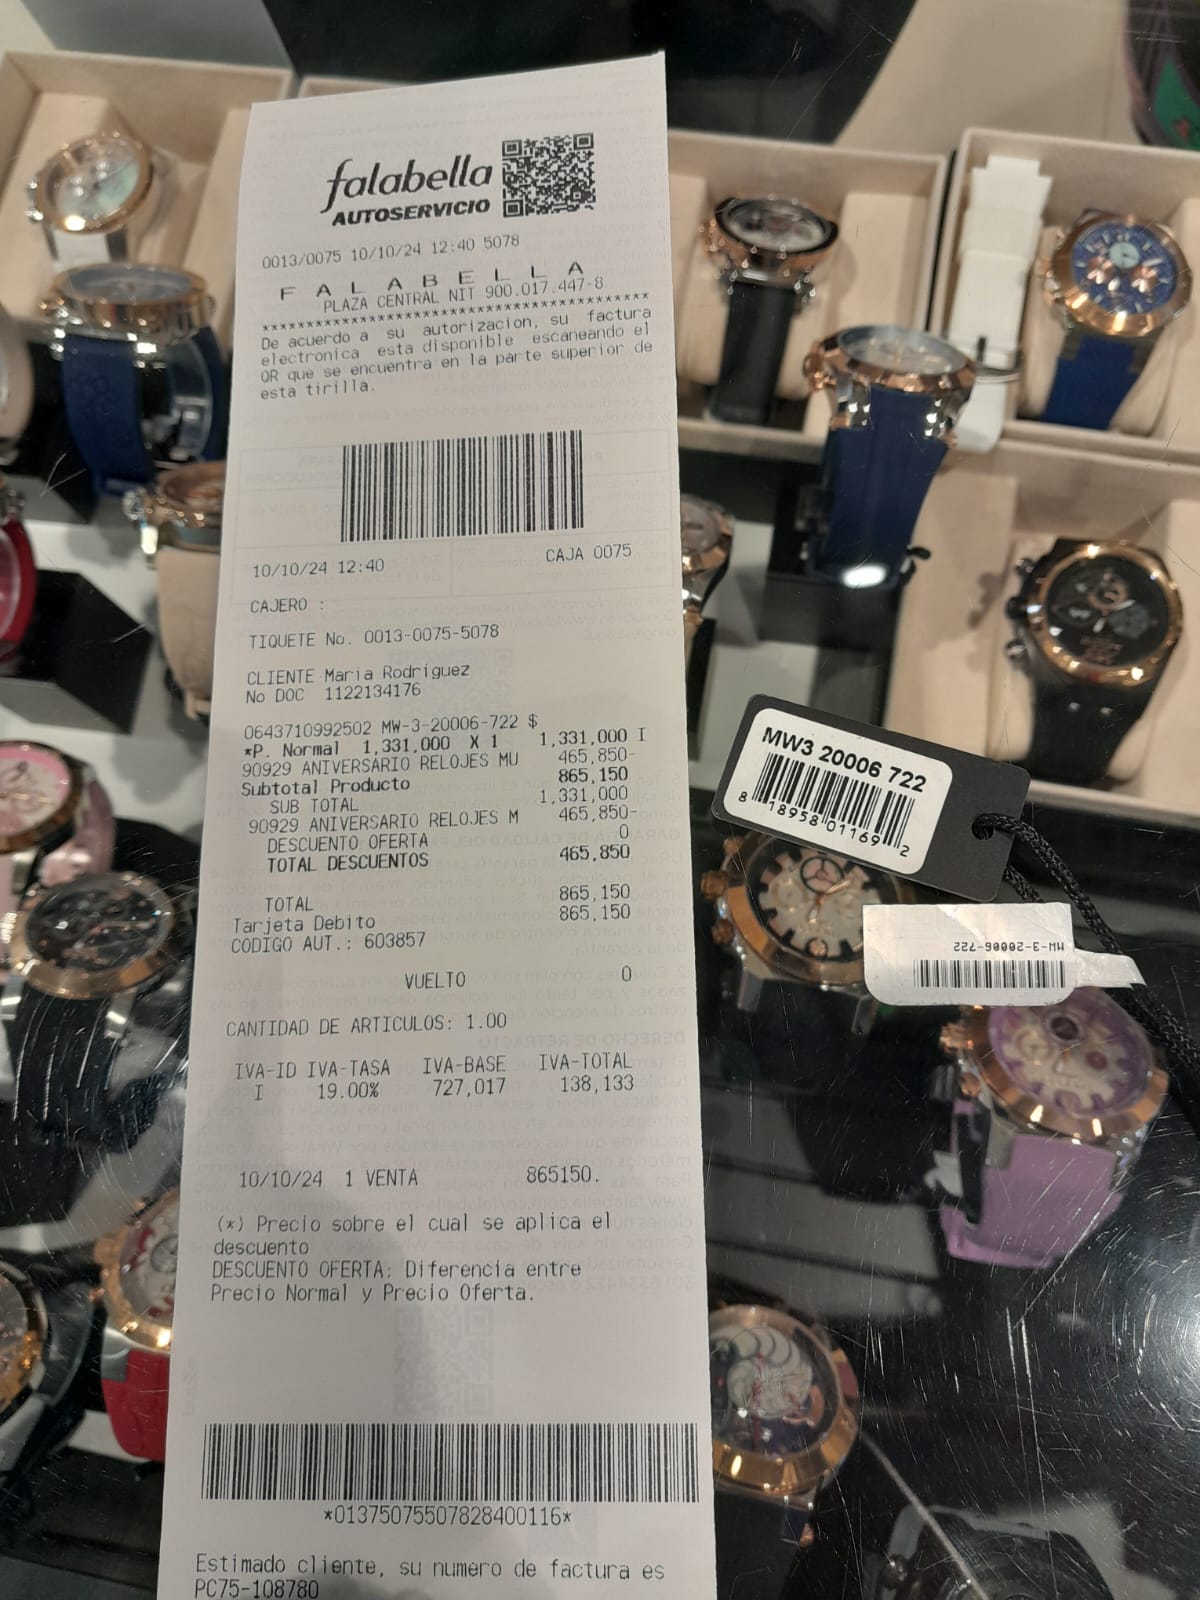 falabella
AUTOSERVICIO
0013/0075 10/10/24 12:40 5078
F A L A B E L L A
PLAZA CENTRAL NIT 900.017.447-8
****************************************
De acuerdo a su autorizacion, su factura
electronica esta disponible escaneando el
QR que se encuentra en la parte superior de
esta tirilla.
10/10/24 12:40 CAJA 0075
CAJERO :
TIQUETE No. 0013-0075-5078
CLIENTE Maria Rodriguez
No DOC 1122134176
0643710992502 MW-3-20006-722 $
*P. Normal 1,331,000 X 1 1,331,000 I
90929 ANIVERSARIO RELOJES MU 465,850-
Subtotal Producto 865,150
SUB TOTAL 1,331,000
90929 ANIVERSARIO RELOJES M 465,850-
DESCUENTO OFERTA 0
TOTAL DESCUENTOS 465,850
TOTAL 865,150
Tarjeta Debito 865,150
CODIGO AUT.: 603857
VUELTO 0
CANTIDAD DE ARTICULOS: 1.00
IVA-ID IVA-TASA IVA-BASE IVA-TOTAL
I 19.00% 727,017 138,133
10/10/24 1 VENTA 865150.
(*) Precio sobre el cual se aplica el
descuento
DESCUENTO OFERTA: Diferencia entre
Precio Normal y Precio Oferta.
*01375075507828400116*
Estimado cliente, su numero de factura es
PC75-108780
MW3 20006 722
8 18958 01169 2
MW-3-20006-722